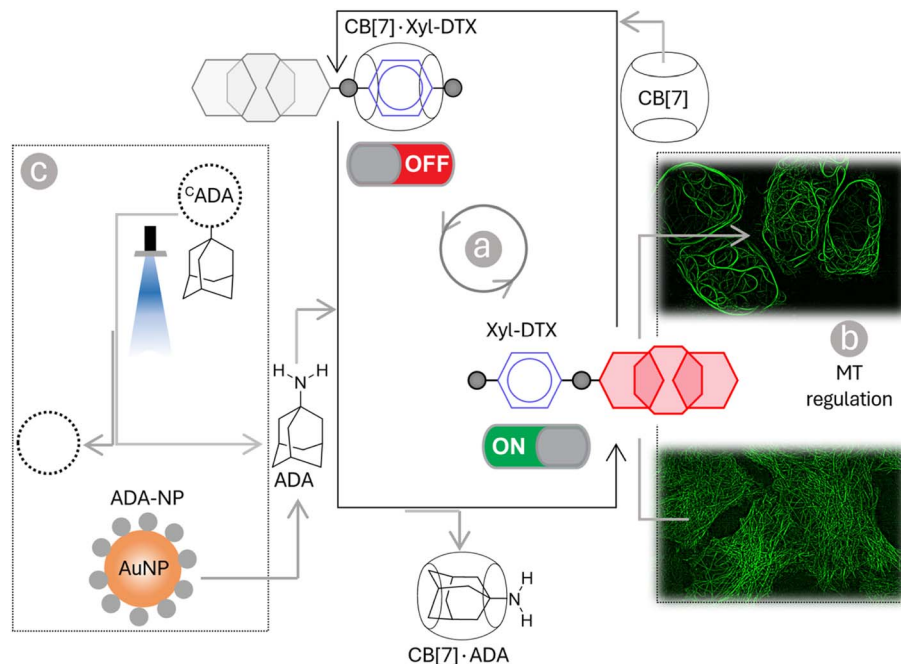 CB[7]·Xyl-DTX
CB[7]
OFF
c
ᶜADA
a
Xyl-DTX
b
MT
regulation
H
N
H
ON
ADA
ADA-NP
AuNP
H
N
H
CB[7]·ADA